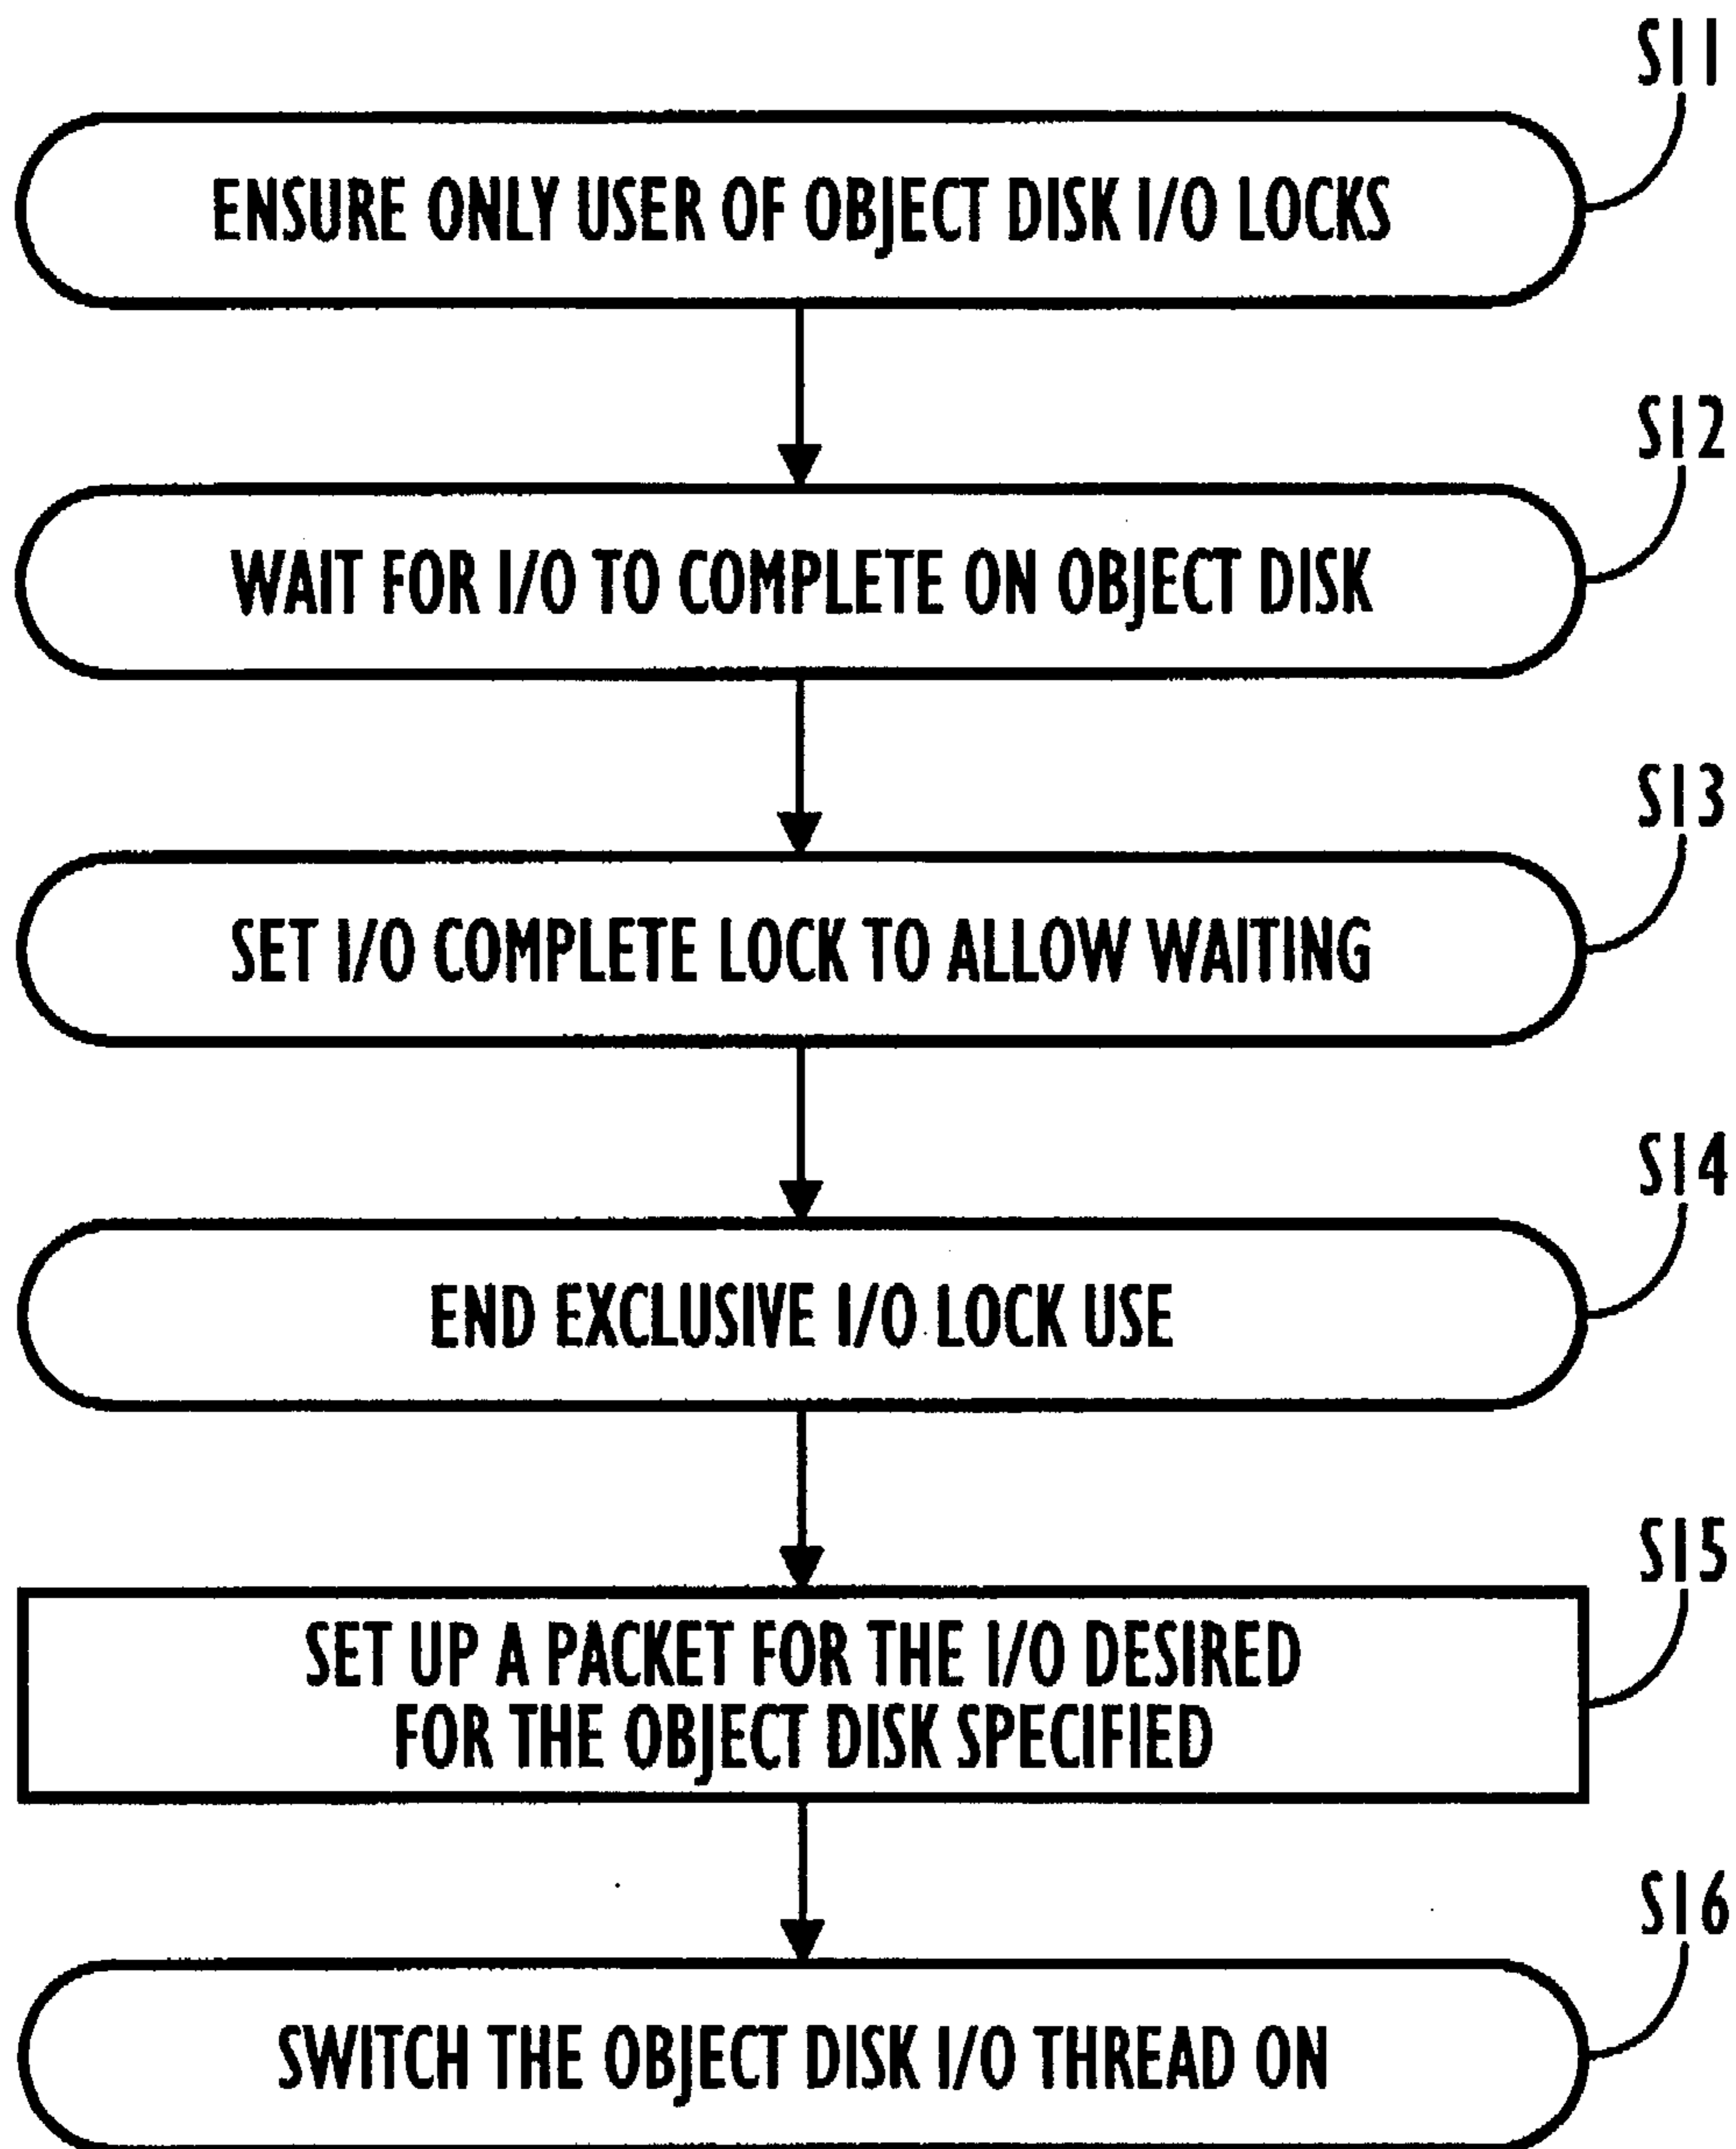 S11
ENSURE ONLY USER OF OBJECT DISK I/O LOCKS
S12
WAIT FOR I/O TO COMPLETE ON OBJECT DISK
S13
SET I/O COMPLETE LOCK TO ALLOW WAITING
S14
END EXCLUSIVE I/O LOCK USE
S15
SET UP A PACKET FOR THE I/O DESIRED
FOR THE OBJECT DISK SPECIFIED
S16
SWITCH THE OBJECT DISK I/O THREAD ON